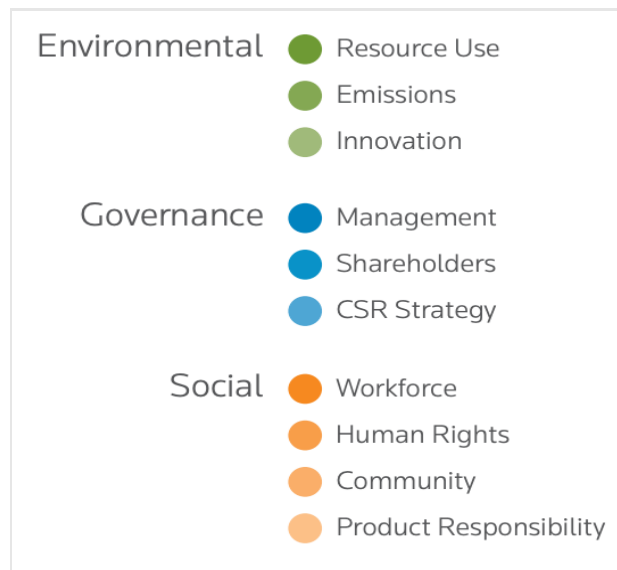 Environmental Resource Use
Emissions
Innovation
Governance Management
Shareholders
CSR Strategy
Social Workforce
Human Rights
Community
Product Responsibility